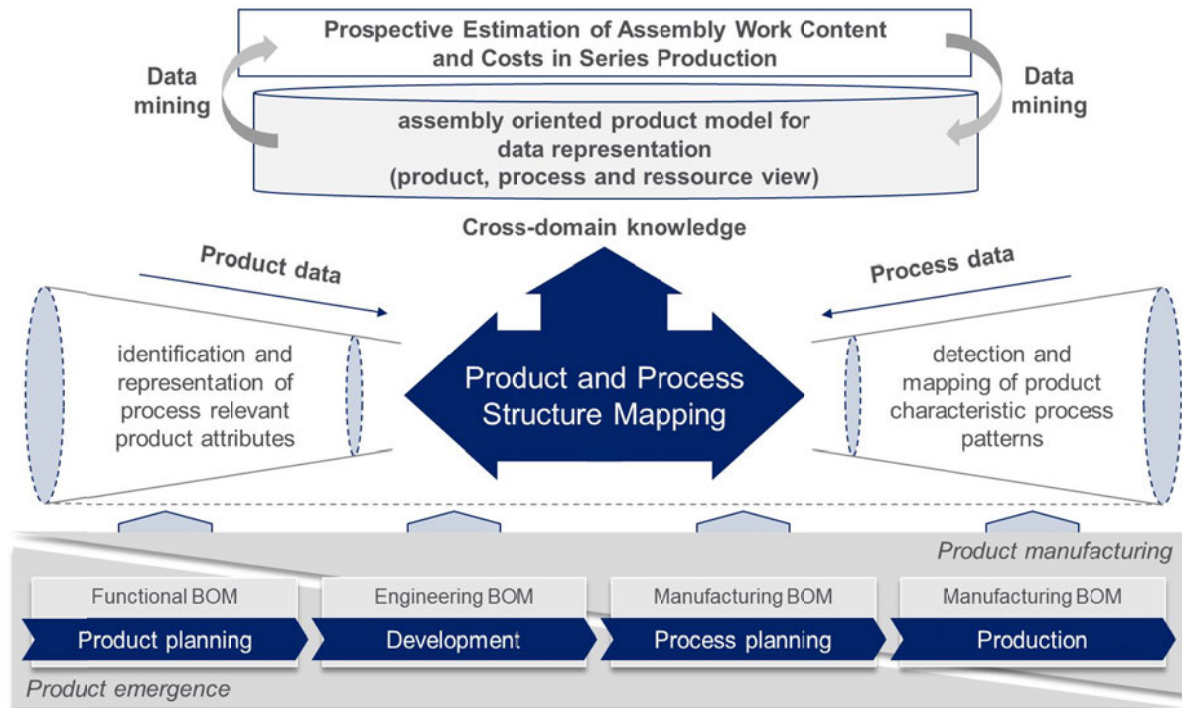 Prospective Estimation of Assembly Work Content
and Costs in Series Production
Data
mining
Data
mining
assembly oriented product model for
data representation
(product, process and ressource view)
Cross-domain knowledge
Product data
Process data
identification and
representation of
process relevant
product attributes
Product and Process
Structure Mapping
detection and
mapping of product
characteristic process
patterns
Product manufacturing
Functional BOM
Engineering BOM
Manufacturing BOM
Manufacturing BOM
Product planning
Development
Process planning
Production
Product emergence